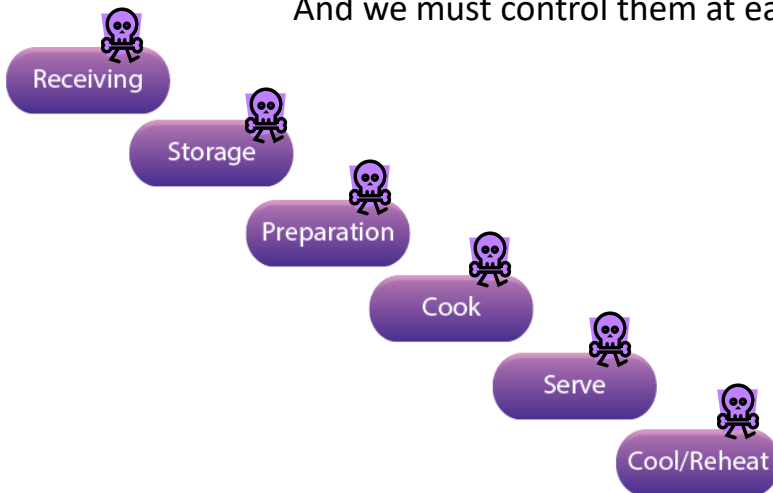 And we must control them at ea
Receiving
Storage
Preparation
Cook
Serve
Cool/Reheat